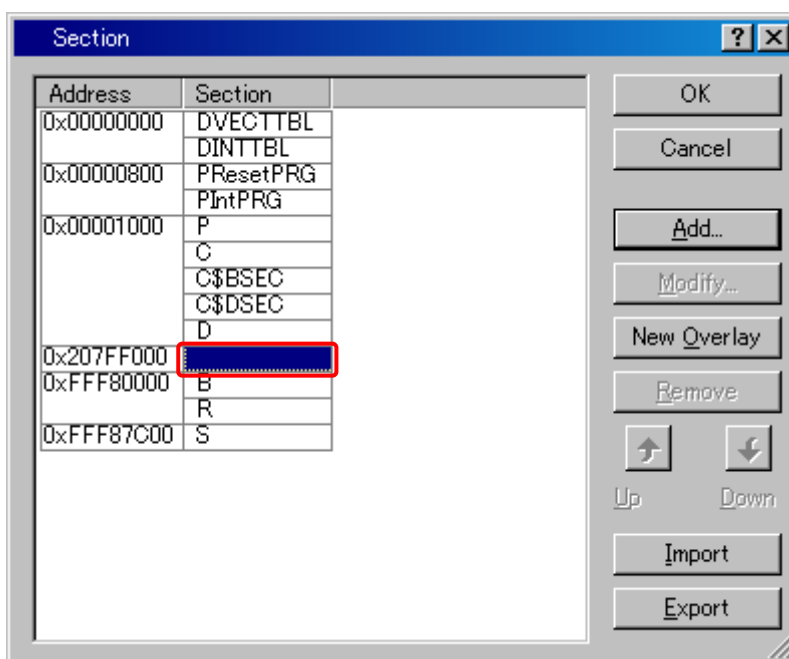 Section
Address Section
0x00000000 DVECTTBL
DINTTBL
0x00000800 PResetPRG
PIntPRG
0x00001000 P
C
C$BSEC
C$DSEC
D
0x207FF000
0xFFF80000 B
R
0xFFF87C00 S
OK
Cancel
Add...
Modify...
New Overlay
Remove
Up Down
Import
Export